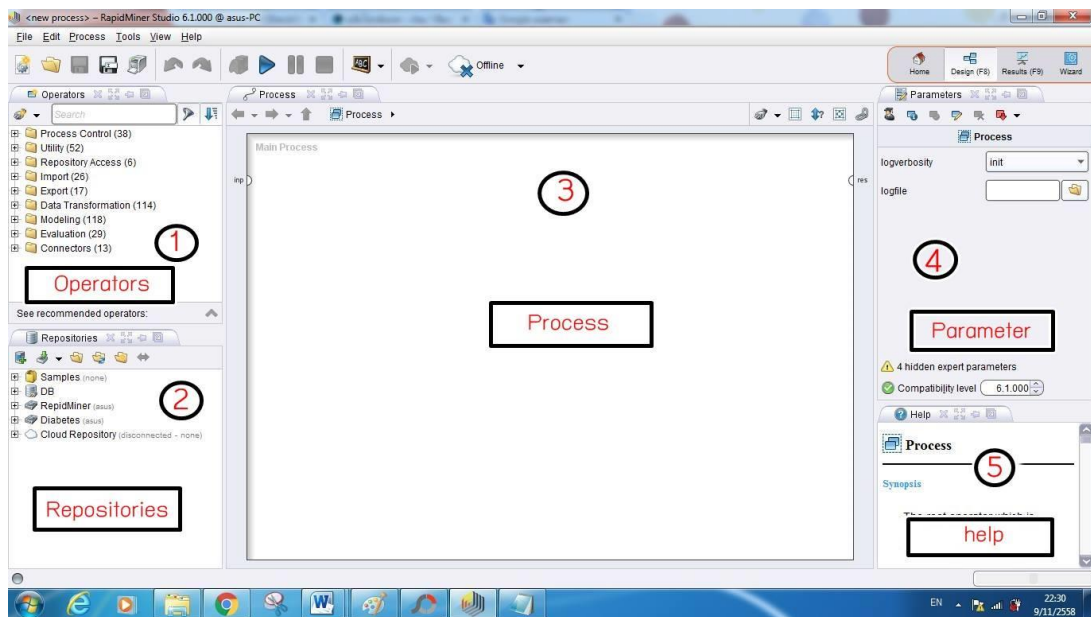 <new process> – RapidMiner Studio 6.1.000 @ asus-PC
File Edit Process Tools View Help
Offline
Home
Design (F8)
Results (F9)
Wizard
Operators
Search
Process Control (38)
Utility (52)
Repository Access (6)
Import (26)
Export (17)
Data Transformation (114)
Modeling (118)
Evaluation (29)
Connectors (13)
1
Operators
See recommended operators:
Repositories
Samples (none)
DB
RepidMiner (asus)
Diabetes (asus)
Cloud Repository (disconnected - none)
2
Repositories
Process
Process
Main Process
inp
res
3
Process
Parameters
Process
logverbosity
init
logfile
4
Parameter
4 hidden expert parameters
Compatibility level
6.1.000
Help
Process
5
Synopsis
help
EN
22:30
9/11/2558